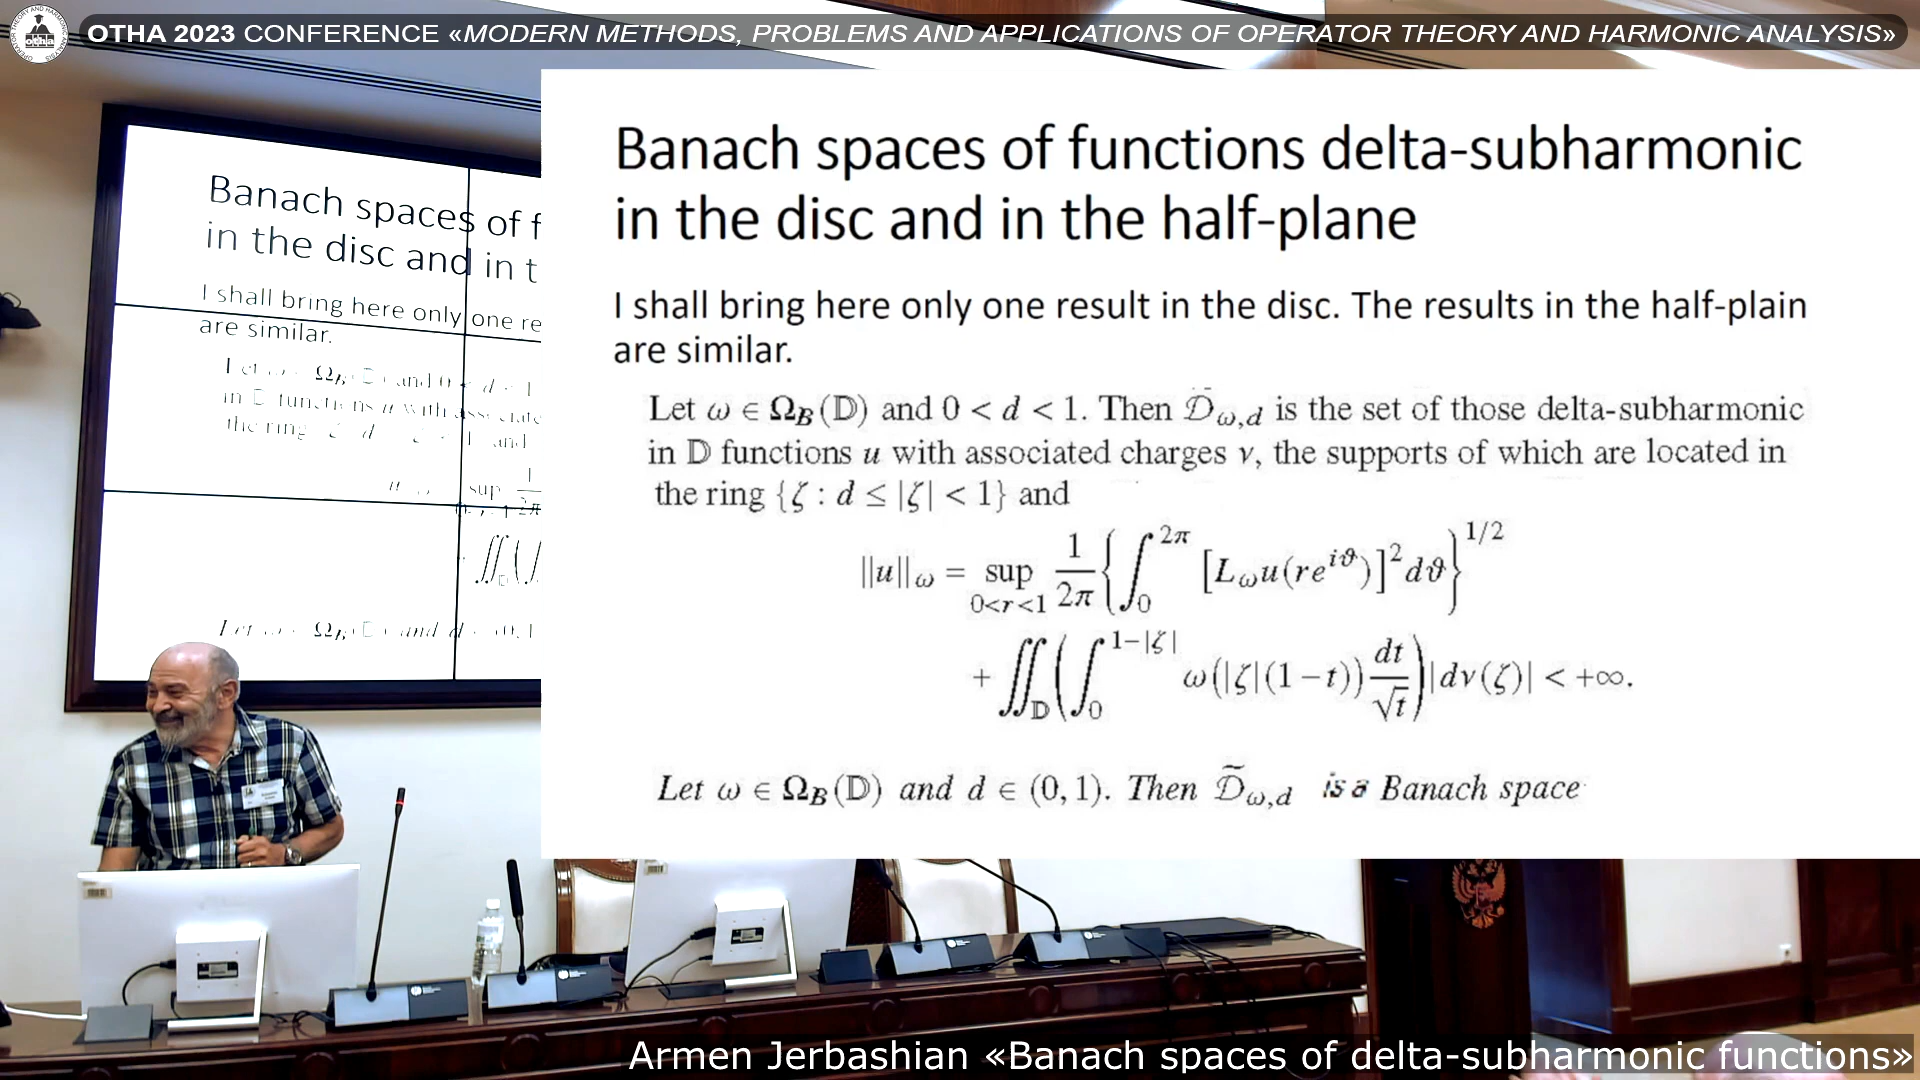 OTHA 2023 CONFERENCE «MODERN METHODS, PROBLEMS AND APPLICATIONS OF OPERATOR THEORY AND HARMONIC ANALYSIS»
Banach spaces of f
in the disc and in t
I shall bring here only one re
are similar.
Banach spaces of functions delta-subharmonic
in the disc and in the half-plane
I shall bring here only one result in the disc. The results in the half-plain
are similar.
Let ω ∈ Ω_B(𝔻) and 0 < d < 1. Then 𝒟̃_{ω,d} is the set of those delta-subharmonic
in 𝔻 functions u with associated charges ν, the supports of which are located in
the ring {ζ : d ≤ |ζ| < 1} and
‖u‖_ω = sup_{0<r<1} 1/2π {∫_0^{2π} [L_ω u(re^{iϑ})]^2 dϑ}^{1/2}
+ ∬_𝔻 (∫_0^{1−|ζ|} ω(|ζ|(1−t)) dt/√t) |dν(ζ)| < +∞.
Let ω ∈ Ω_B(𝔻) and d ∈ (0, 1). Then 𝒟̃_{ω,d} is a Banach space
Armen Jerbashian «Banach spaces of delta-subharmonic functions»